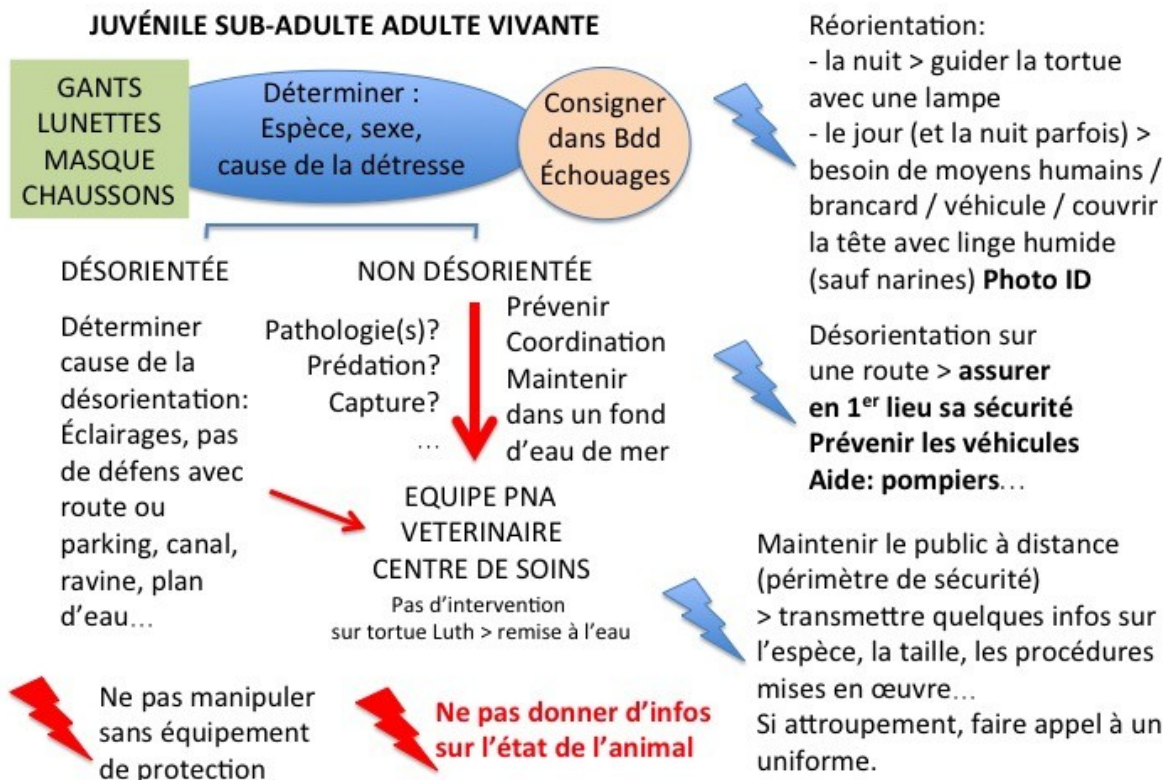 JUVÉNILE SUB-ADULTE ADULTE VIVANTE
GANTS
LUNETTES
MASQUE
CHAUSSONS
Déterminer :
Espèce, sexe,
cause de la détresse
Consigner
dans Bdd
Échouages
DÉSORIENTÉE
Déterminer
cause de la
désorientation:
Éclairages, pas
de défens avec
route ou
parking, canal,
ravine, plan
d’eau…
NON DÉSORIENTÉE
Pathologie(s)?
Prédation?
Capture?
…
Prévenir
Coordination
Maintenir
dans un fond
d’eau de mer
EQUIPE PNA
VETERINAIRE
CENTRE DE SOINS
Pas d’intervention
sur tortue Luth > remise à l’eau
Ne pas manipuler
sans équipement
de protection
Ne pas donner d’infos
sur l’état de l’animal
Réorientation:
- la nuit > guider la tortue
avec une lampe
- le jour (et la nuit parfois) >
besoin de moyens humains /
brancard / véhicule / couvrir
la tête avec linge humide
(sauf narines) Photo ID
Désorientation sur
une route > assurer
en 1er lieu sa sécurité
Prévenir les véhicules
Aide: pompiers…
Maintenir le public à distance
(périmètre de sécurité)
> transmettre quelques infos sur
l’espèce, la taille, les procédures
mises en œuvre…
Si attroupement, faire appel à un
uniforme.